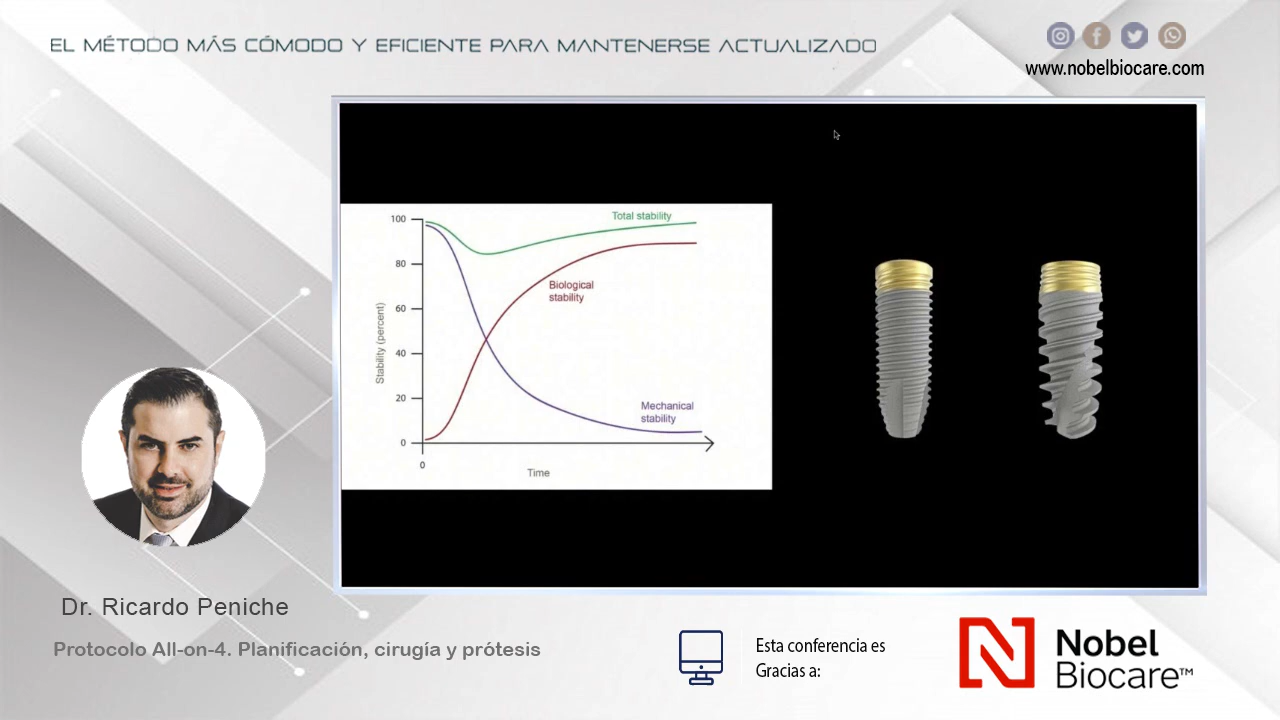 EL MÉTODO MÁS CÓMODO Y EFICIENTE PARA MANTENERSE ACTUALIZADO
www.nobelbiocare.com
100
80
60
40
20
0
0
Stability (percent)
Time
Total stability
Biological
stability
Mechanical
stability
Dr. Ricardo Peniche
Protocolo All-on-4. Planificación, cirugía y prótesis
Esta conferencia es
Gracias a:
Nobel
Biocare™